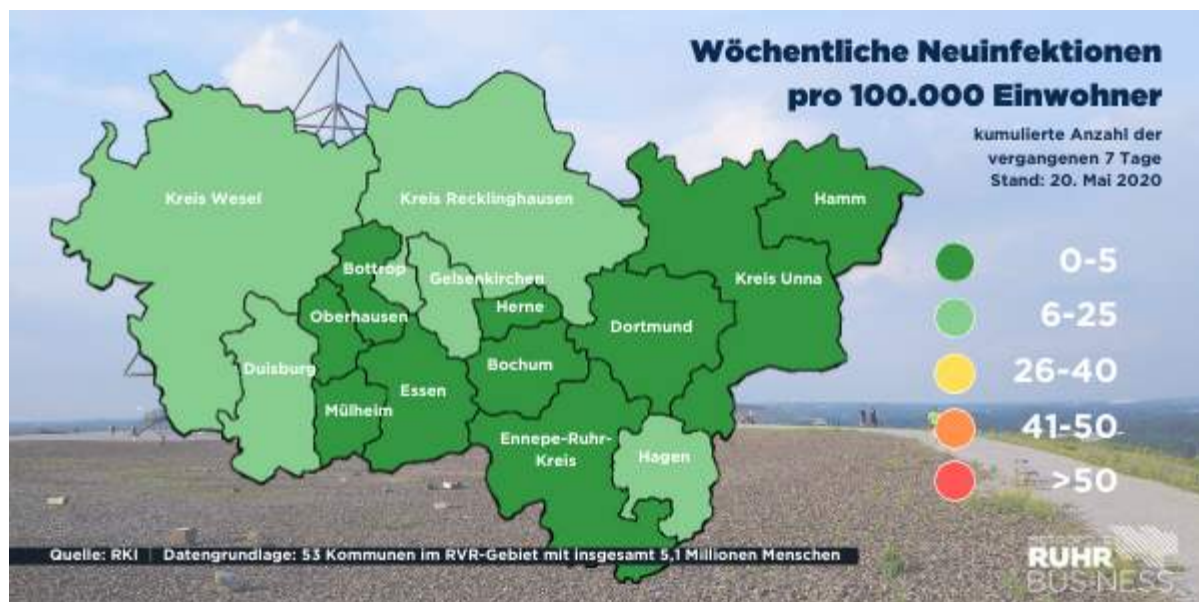 Wöchentliche Neuinfektionen
pro 100.000 Einwohner
kumulierte Anzahl der
vergangenen 7 Tage
Stand: 20. Mai 2020
Kreis Wesel
Kreis Recklinghausen
Hamm
Bottrop
Gelsenkirchen
Kreis Unna
Oberhausen
Herne
Dortmund
Duisburg
Bochum
Essen
Mülheim
Ennepe-Ruhr-
Kreis
Hagen
0-5
6-25
26-40
41-50
>50
Quelle: RKI | Datengrundlage: 53 Kommunen im RVR-Gebiet mit insgesamt 5,1 Millionen Menschen
RUHR
BUSINESS